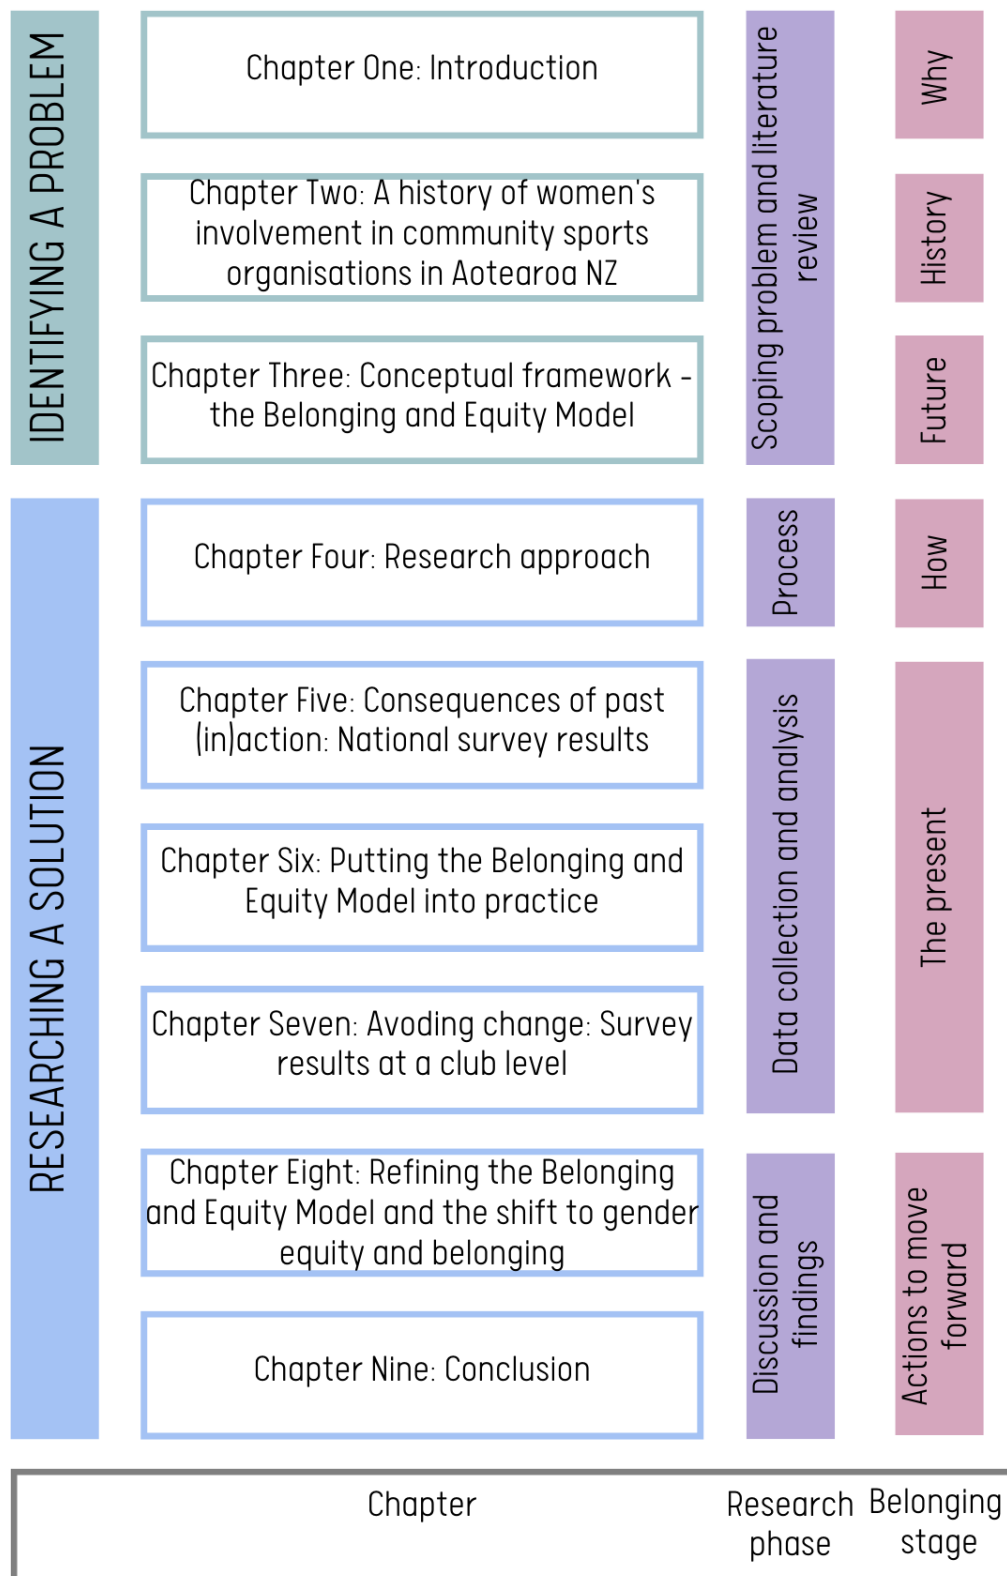 IDENTIFYING A PROBLEM
Chapter One: Introduction
Chapter Two: A history of women's
involvement in community sports
organisations in Aotearoa NZ
Chapter Three: Conceptual framework -
the Belonging and Equity Model
Scoping problem and literature
review
Why
History
Future
RESEARCHING A SOLUTION
Chapter Four: Research approach
Process
How
Chapter Five: Consequences of past
(in)action: National survey results
Chapter Six: Putting the Belonging and
Equity Model into practice
Chapter Seven: Avoding change: Survey
results at a club level
Data collection and analysis
The present
Chapter Eight: Refining the Belonging
and Equity Model and the shift to gender
equity and belonging
Chapter Nine: Conclusion
Discussion and
findings
Actions to move
forward
Chapter
Research
phase
Belonging
stage